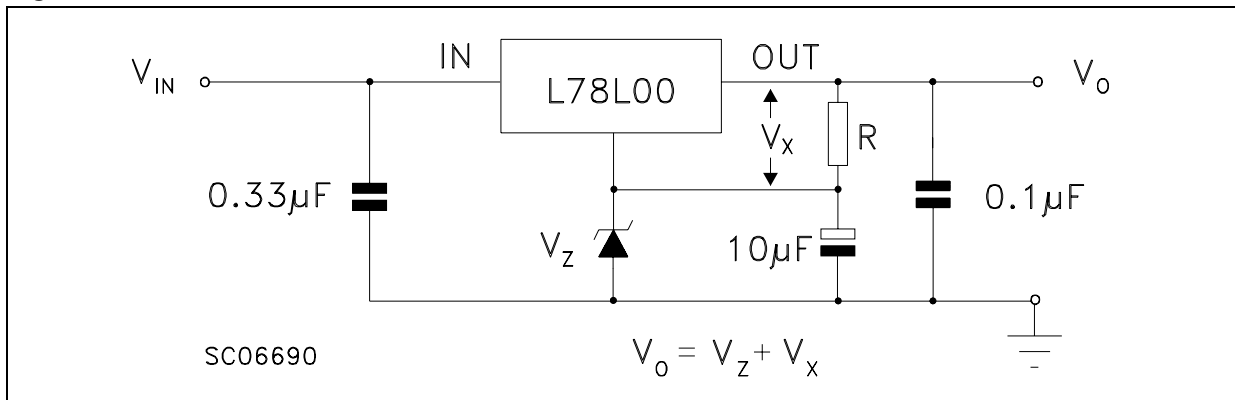 IN
OUT
V_IN
L78L00
V_O
V_X
R
0.33µF
0.1µF
V_Z
10µF
SC06690
V_O = V_Z + V_X